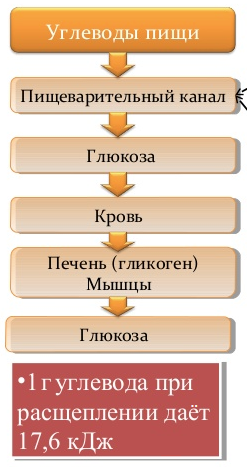 Углеводы пищи
Пищеварительный канал
Глюкоза
Кровь
Печень (гликоген)
Мышцы
Глюкоза
•1 г углевода при
расщеплении даёт
17,6 кДж